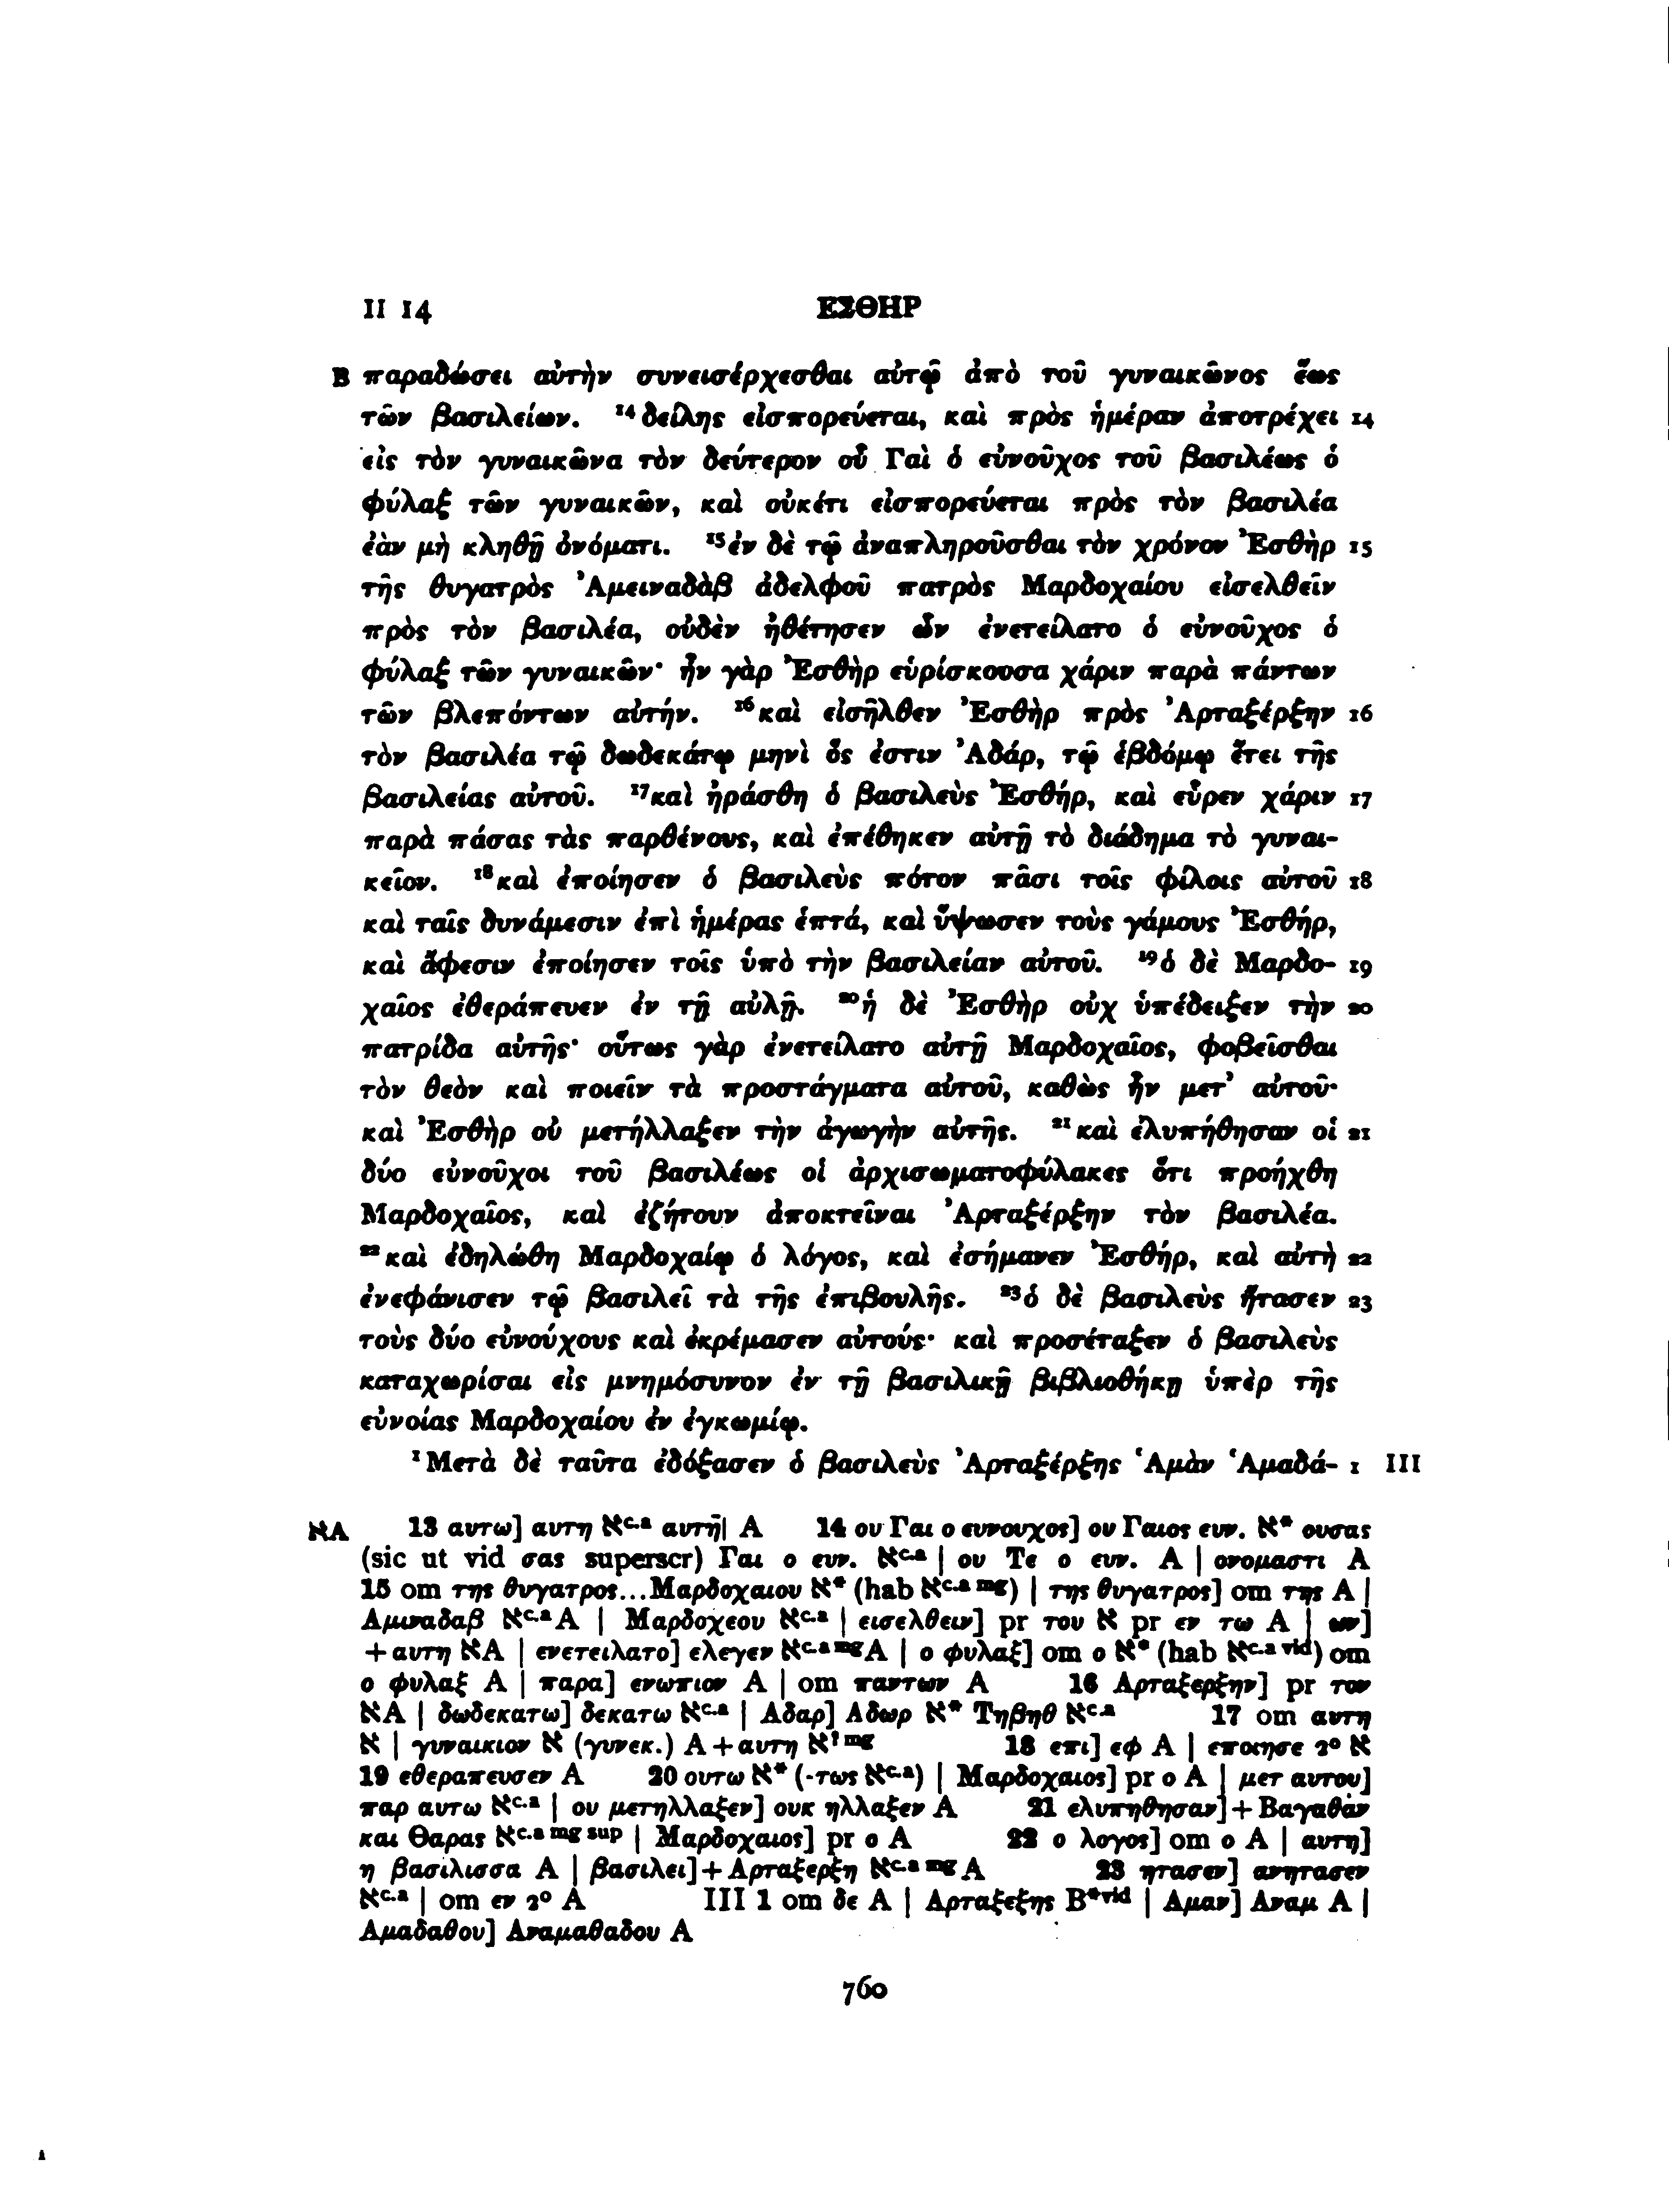 II 14 ΕΣΘΗΡ
B παραδώσει αὐτὴν συνεισέρχεσθαι αὐτῷ ἀπὸ τοῦ γυναικῶνος ἕως
τῶν βασιλείων. ¹⁴δείλης εἰσπορεύεται, καὶ πρὸς ἡμέραν ἀποτρέχει 14
εἰς τὸν γυναικῶνα τὸν δεύτερον οὗ Γαὶ ὁ εὐνοῦχος τοῦ βασιλέως ὁ
φύλαξ τῶν γυναικῶν, καὶ οὐκέτι εἰσπορεύεται πρὸς τὸν βασιλέα
ἐὰν μὴ κληθῇ ὀνόματι. ¹⁵ἐν δὲ τῷ ἀναπληροῦσθαι τὸν χρόνον Ἐσθὴρ 15
τῆς θυγατρὸς Ἀμειναδὰβ ἀδελφοῦ πατρὸς Μαρδοχαίου εἰσελθεῖν
πρὸς τὸν βασιλέα, οὐδὲν ἠθέτησεν ὧν ἐνετείλατο ὁ εὐνοῦχος ὁ
φύλαξ τῶν γυναικῶν· ἦν γὰρ Ἐσθὴρ εὑρίσκουσα χάριν παρὰ πάντων
τῶν βλεπόντων αὐτήν. ¹⁶καὶ εἰσῆλθεν Ἐσθὴρ πρὸς Ἀρταξέρξην 16
τὸν βασιλέα τῷ δωδεκάτῳ μηνὶ ὅς ἐστιν Ἀδάρ, τῷ ἑβδόμῳ ἔτει τῆς
βασιλείας αὐτοῦ. ¹⁷καὶ ἠράσθη ὁ βασιλεὺς Ἐσθήρ, καὶ εὗρεν χάριν 17
παρὰ πάσας τὰς παρθένους, καὶ ἐπέθηκεν αὐτῇ τὸ διάδημα τὸ γυναι-
κεῖον. ¹⁸καὶ ἐποίησεν ὁ βασιλεὺς πότον πᾶσι τοῖς φίλοις αὐτοῦ 18
καὶ ταῖς δυνάμεσιν ἐπὶ ἡμέρας ἑπτά, καὶ ὕψωσεν τοὺς γάμους Ἐσθήρ,
καὶ ἄφεσιν ἐποίησεν τοῖς ὑπὸ τὴν βασιλείαν αὐτοῦ. ¹⁹ὁ δὲ Μαρδο- 19
χαῖος ἐθεράπευεν ἐν τῇ αὐλῇ. ²⁰ἡ δὲ Ἐσθὴρ οὐχ ὑπέδειξεν τὴν 20
πατρίδα αὐτῆς· οὕτως γὰρ ἐνετείλατο αὐτῇ Μαρδοχαῖος, φοβεῖσθαι
τὸν θεὸν καὶ ποιεῖν τὰ προστάγματα αὐτοῦ, καθὼς ἦν μετ' αὐτοῦ·
καὶ Ἐσθὴρ οὐ μετήλλαξεν τὴν ἀγωγὴν αὐτῆς. ²¹καὶ ἐλυπήθησαν οἱ 21
δύο εὐνοῦχοι τοῦ βασιλέως οἱ ἀρχισωματοφύλακες ὅτι προήχθη
Μαρδοχαῖος, καὶ ἐζήτουν ἀποκτεῖναι Ἀρταξέρξην τὸν βασιλέα.
²²καὶ ἐδηλώθη Μαρδοχαίῳ ὁ λόγος, καὶ ἐσήμανεν Ἐσθήρ, καὶ αὐτὴ 22
ἐνεφάνισεν τῷ βασιλεῖ τὰ τῆς ἐπιβουλῆς. ²³ὁ δὲ βασιλεὺς ἤτασεν 23
τοὺς δύο εὐνούχους καὶ ἐκρέμασεν αὐτούς· καὶ προσέταξεν ὁ βασιλεὺς
καταχωρίσαι εἰς μνημόσυνον ἐν τῇ βασιλικῇ βιβλιοθήκῃ ὑπὲρ τῆς
εὐνοίας Μαρδοχαίου ἐν ἐγκωμίῳ.
¹Μετὰ δὲ ταῦτα ἐδόξασεν ὁ βασιλεὺς Ἀρταξέρξης Ἁμὰν Ἁμαδά- 1 III
אA 13 αυτω] αυτη א^c.a αυτη̄| A 14 ου Γαι ο ευνουχος] ου Γαιος ευν. א* ουσας
(sic ut vid σας superscr) Γαι ο ευν. א^c.a | ου Τε ο ευν. A | ονομαστι A
15 om της θυγατρος...Μαρδοχαιου א* (hab א^c.a mg) | της θυγατρος] om της A |
Αμιναδαβ א^c.a A | Μαρδοχεου א^c.a | εισελθειν] pr του א pr εν τω A | ων]
+αυτη אA | ενετειλατο] ελεγεν א^c.a mg A | ο φυλαξ] om ο א* (hab א^c.a vid) om
ο φυλαξ A | παρα] ενωπιον A | om παντων A 16 Αρταξερξην] pr τον
אA | δωδεκατω] δεκατω א^c.a | Αδαρ] Αδωρ א* Τηβηθ א^c.a 17 om αυτη
א | γυναικιον א (γυνεκ.) A+αυτη א^? mg 18 επι] εφ A | εποιησε 2° א
19 εθεραπευσεν A 20 ουτω א* (-τως א^c.a) | Μαρδοχαιος] pr ο A | μετ αυτου]
παρ αυτω א^c.a | ου μετηλλαξεν] ουκ ηλλαξεν A 21 ελυπηθησαν]+Βαγαθαν
και Θαρας א^c.a mg sup | Μαρδοχαιος] pr ο A 22 ο λογος] om ο A | αυτη]
η βασιλισσα A | βασιλει]+Αρταξερξη א^c.a mg A 23 ητασεν] ανητασεν
א^c.a | om εν 2° A III 1 om δε A | Αρταξεξης B*vid | Αμαν] Αναμ A |
Αμαδαθου] Αναμαθαδου A
760